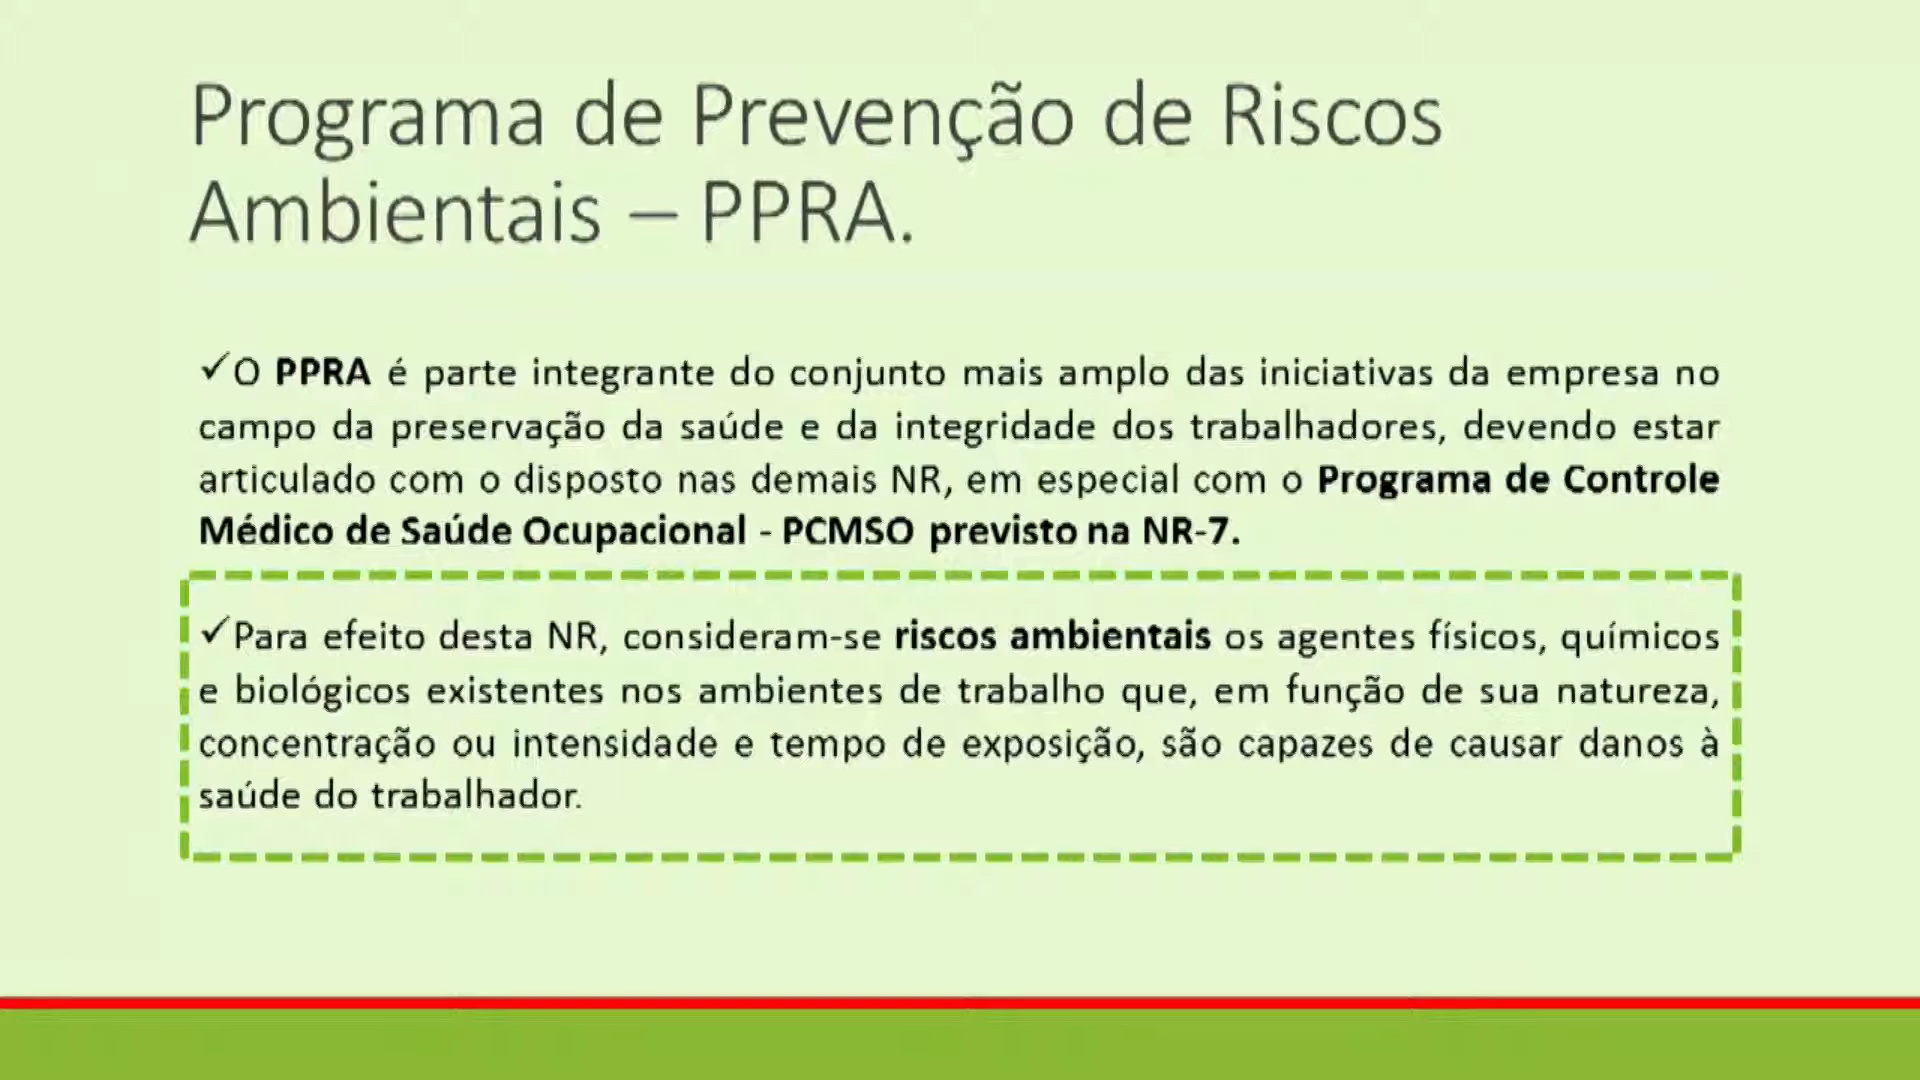 Programa de Prevenção de Riscos
Ambientais – PPRA.
✓O PPRA é parte integrante do conjunto mais amplo das iniciativas da empresa no
campo da preservação da saúde e da integridade dos trabalhadores, devendo estar
articulado com o disposto nas demais NR, em especial com o Programa de Controle
Médico de Saúde Ocupacional - PCMSO previsto na NR-7.
✓Para efeito desta NR, consideram-se riscos ambientais os agentes físicos, químicos
e biológicos existentes nos ambientes de trabalho que, em função de sua natureza,
concentração ou intensidade e tempo de exposição, são capazes de causar danos à
saúde do trabalhador.